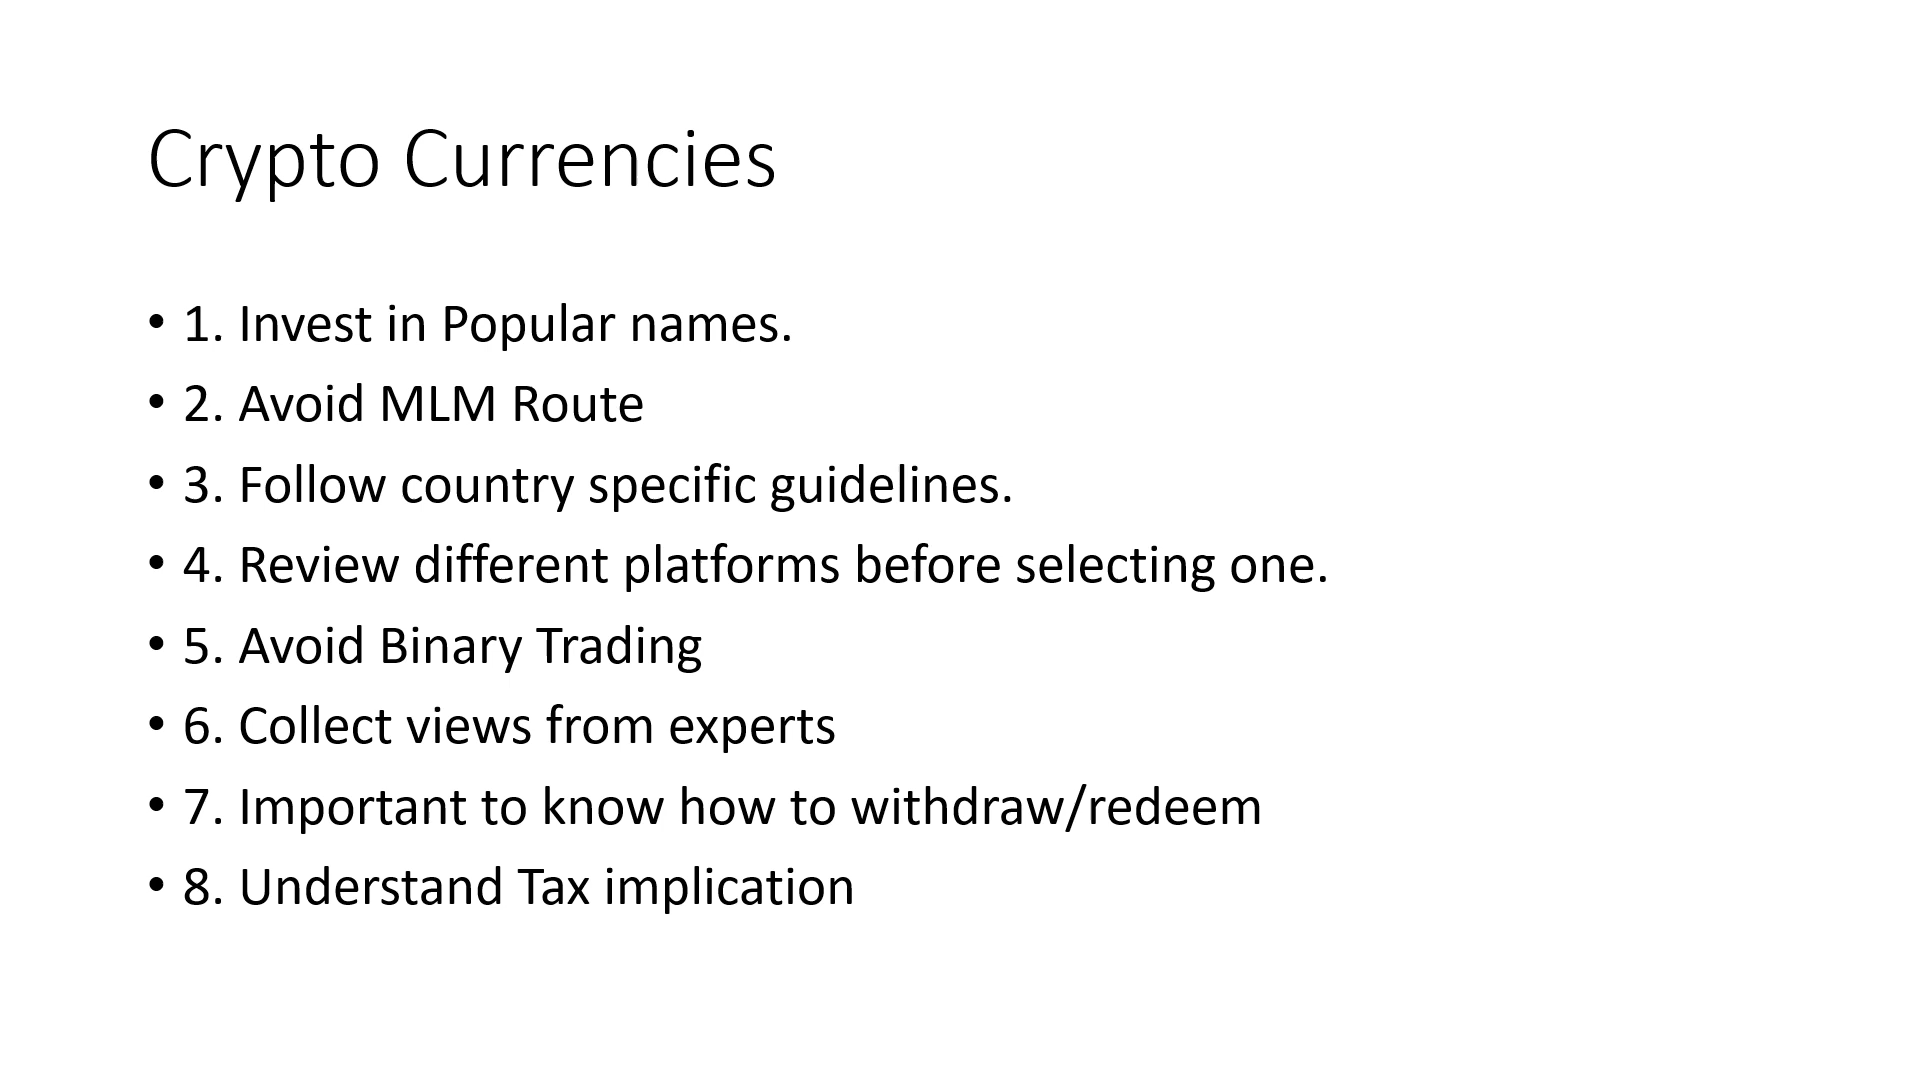 Crypto Currencies
• 1. Invest in Popular names.
• 2. Avoid MLM Route
• 3. Follow country specific guidelines.
• 4. Review different platforms before selecting one.
• 5. Avoid Binary Trading
• 6. Collect views from experts
• 7. Important to know how to withdraw/redeem
• 8. Understand Tax implication